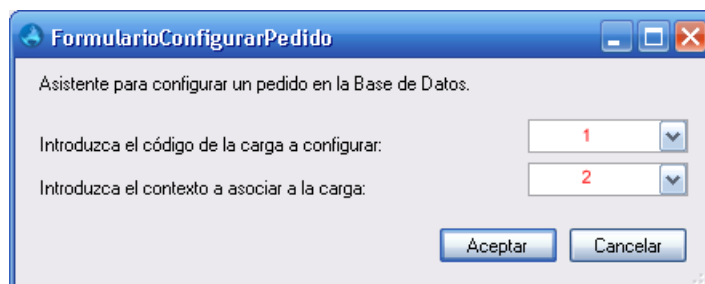 FormularioConfigurarPedido
Asistente para configurar un pedido en la Base de Datos.
Introduzca el código de la carga a configurar: 1
Introduzca el contexto a asociar a la carga: 2
Aceptar Cancelar